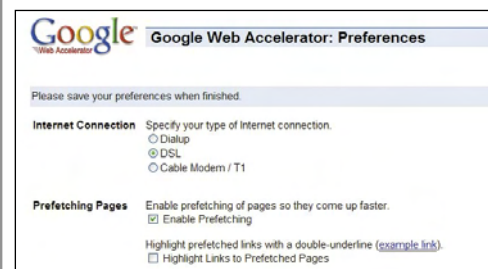 Google
Web Accelerator
Google Web Accelerator: Preferences
Please save your preferences when finished.
Internet Connection
Specify your type of Internet connection.
Dialup
DSL
Cable Modem / T1
Prefetching Pages
Enable prefetching of pages so they come up faster.
Enable Prefetching
Highlight prefetched links with a double-underline (example link).
Highlight Links to Prefetched Pages